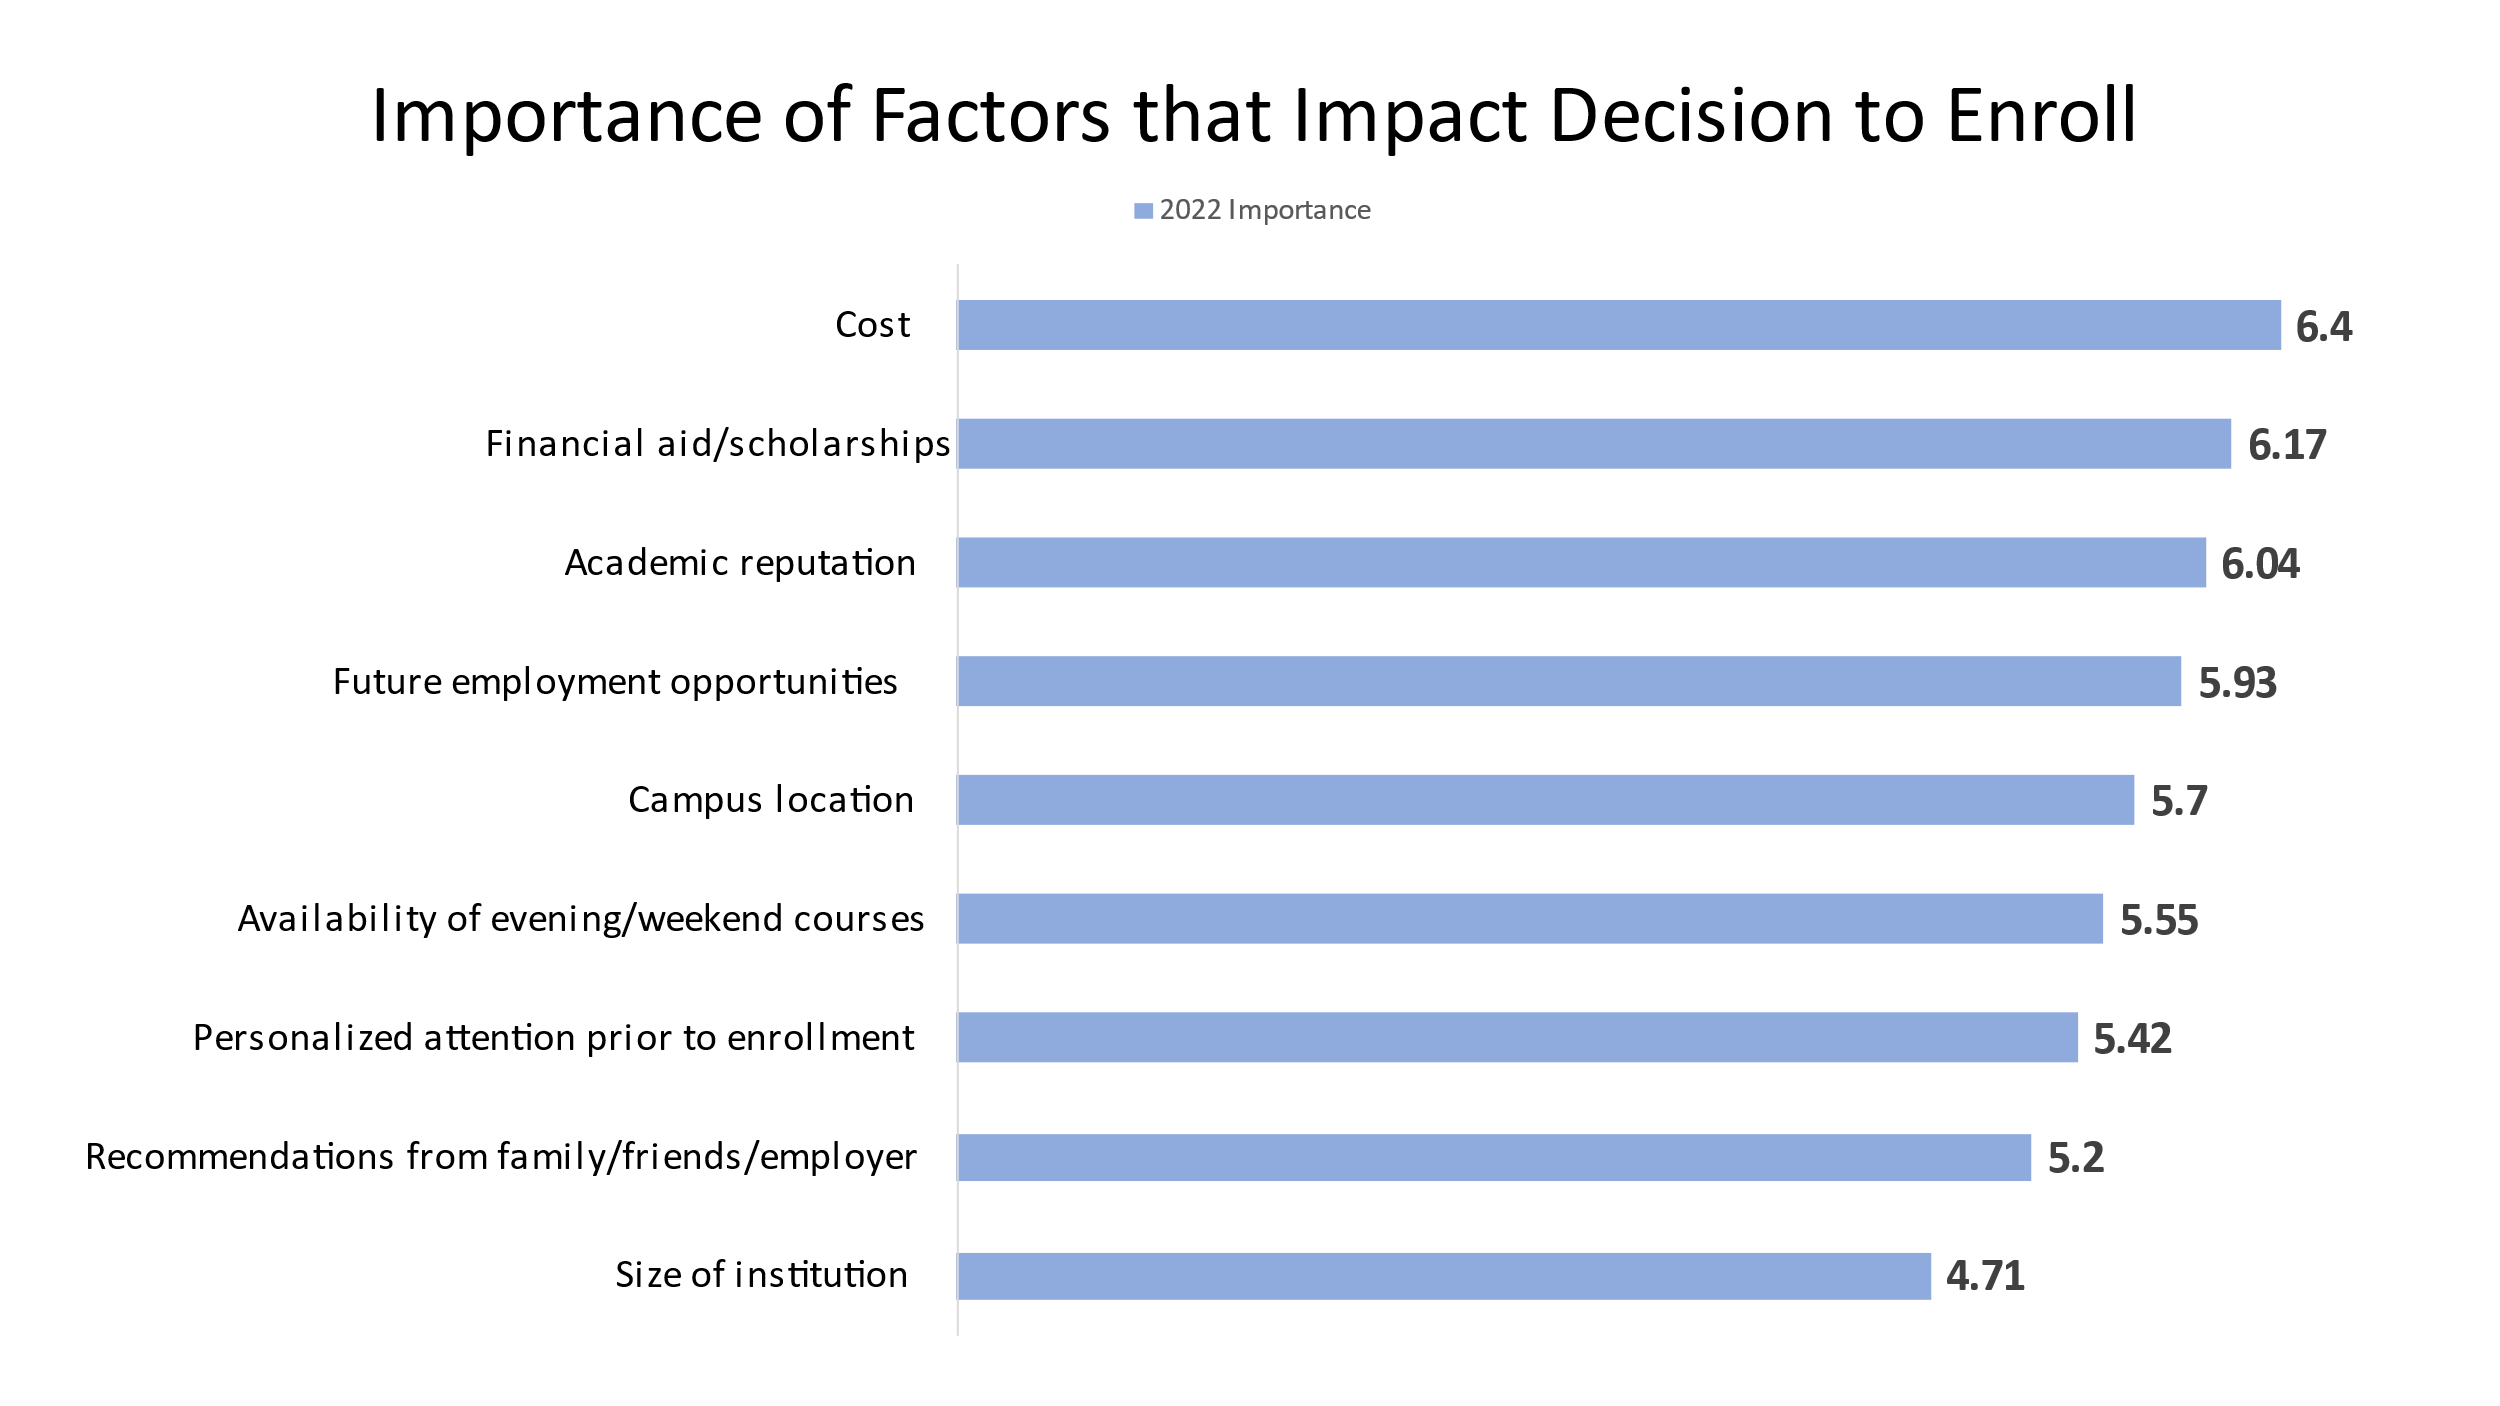 Importance of Factors that Impact Decision to Enroll
2022 Importance
Cost 6.4
Financial aid/scholarships 6.17
Academic reputation 6.04
Future employment opportunities 5.93
Campus location 5.7
Availability of evening/weekend courses 5.55
Personalized attention prior to enrollment 5.42
Recommendations from family/friends/employer 5.2
Size of institution 4.71